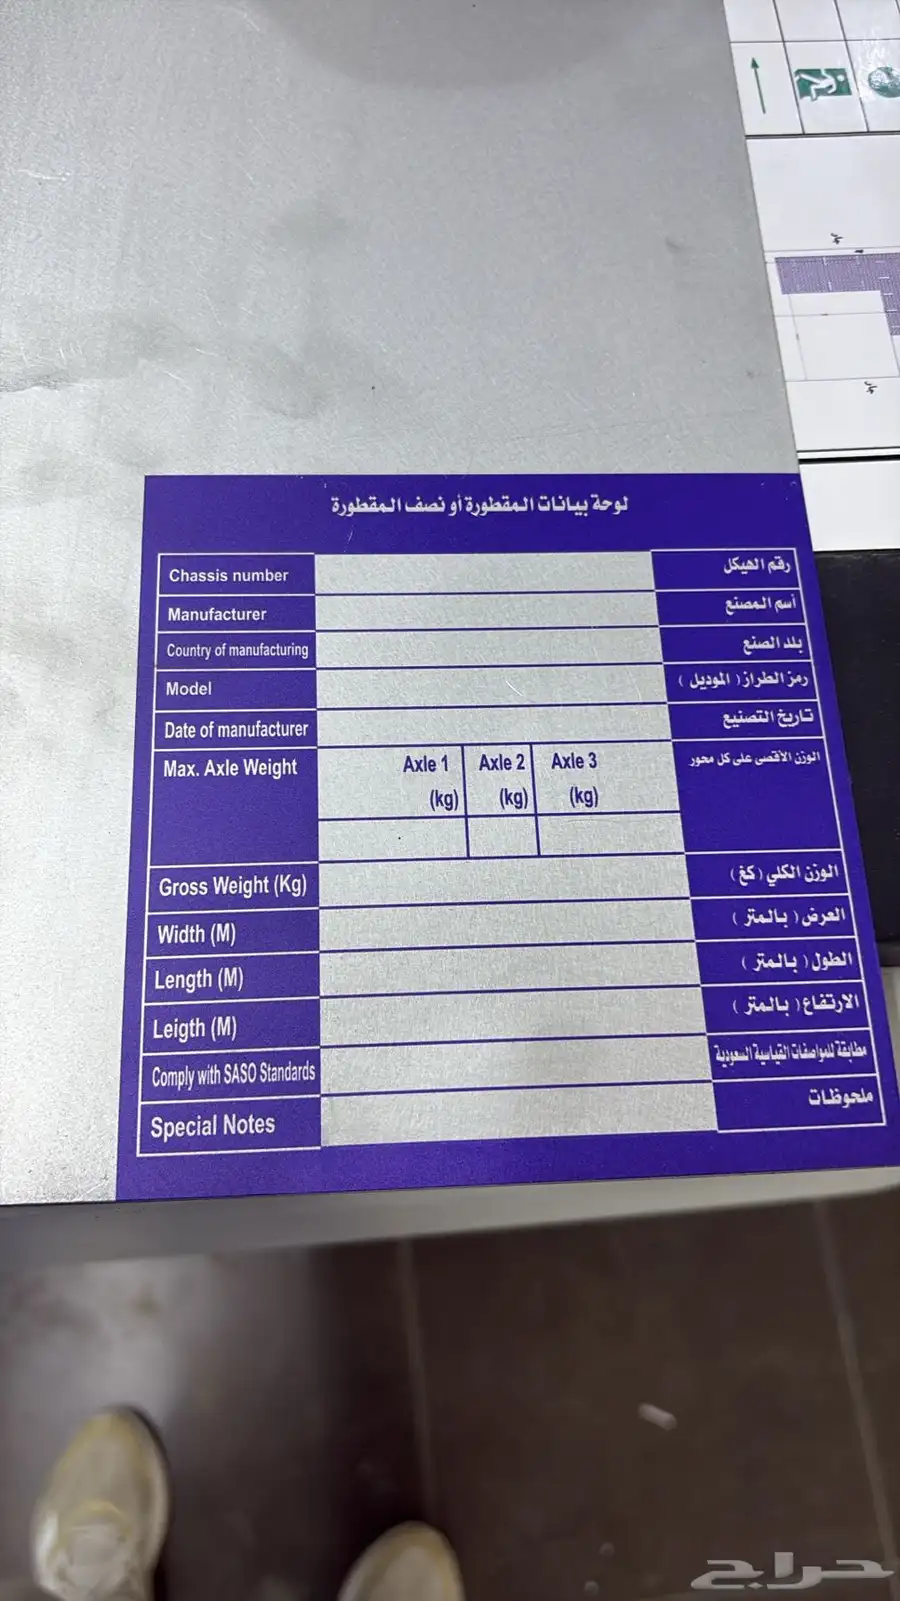 لوحة بيانات المقطورة أو نصف المقطورة
Chassis number رقم الهيكل
Manufacturer أسم المصنع
Country of manufacturing بلد الصنع
Model رمز الطراز ( الموديل )
Date of manufacturer تاريخ التصنيع
Max. Axle Weight Axle 1 Axle 2 Axle 3 الوزن الأقصى على كل محور
(kg) (kg) (kg)
Gross Weight (Kg) الوزن الكلي ( كغ )
Width (M) العرض ( بالمتر )
Length (M) الطول ( بالمتر )
Leigth (M) الارتفاع ( بالمتر )
Comply with SASO Standards مطابقة للمواصفات القياسية السعودية
Special Notes ملحوظات
حراج